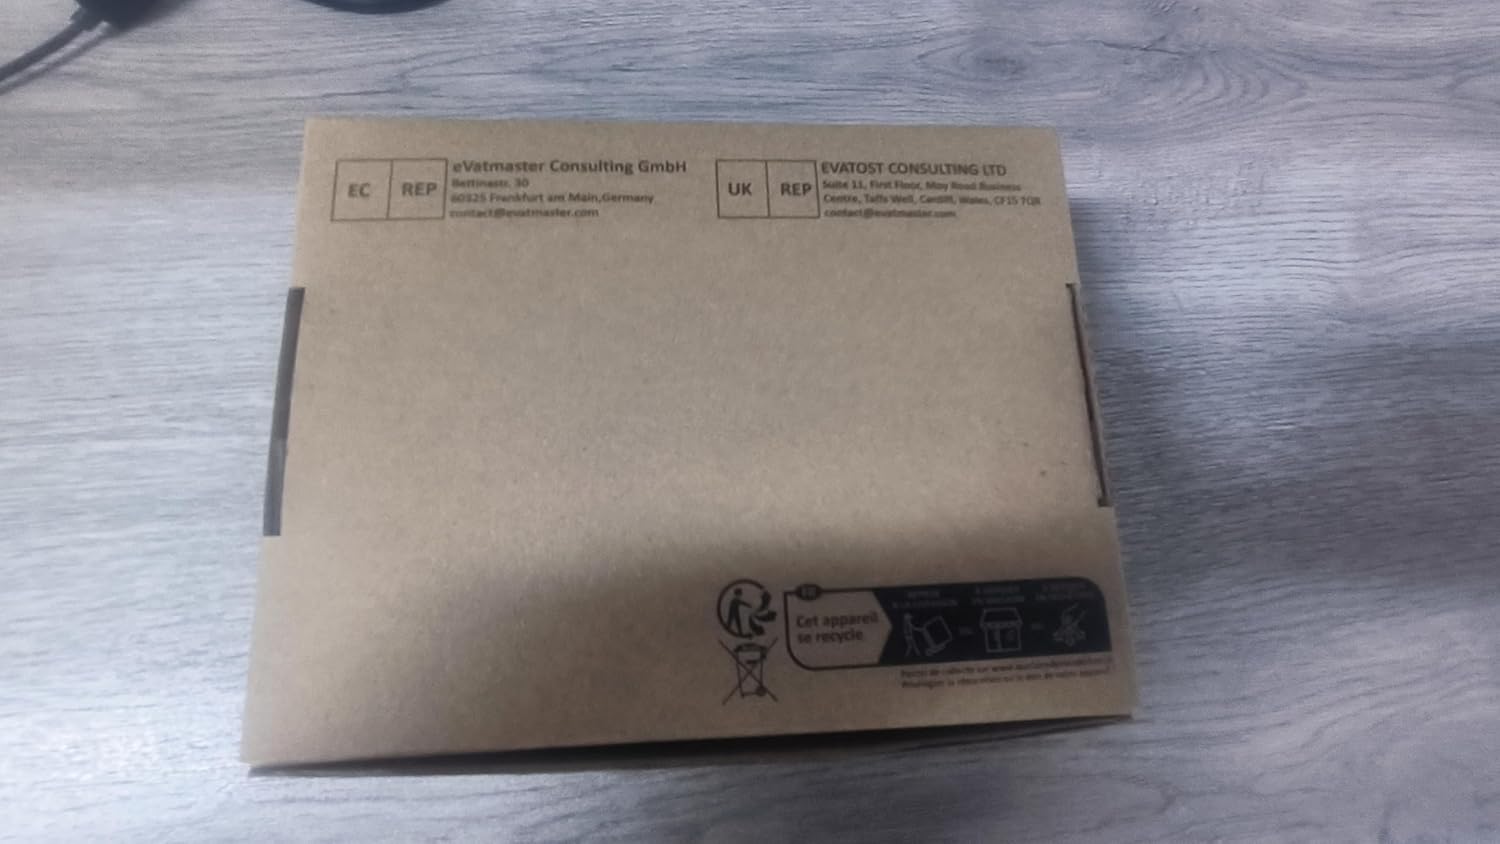 EC REP
eVatmaster Consulting GmbH
Bettinastr. 30
60325 Frankfurt am Main,Germany
contact@evatmaster.com
UK REP
EVATOST CONSULTING LTD
Suite 11, First Floor, Moy Road Business
Centre, Taffs Well, Cardiff, Wales, CF15 7QR
contact@evatmaster.com
FR
Cet appareil
se recycle